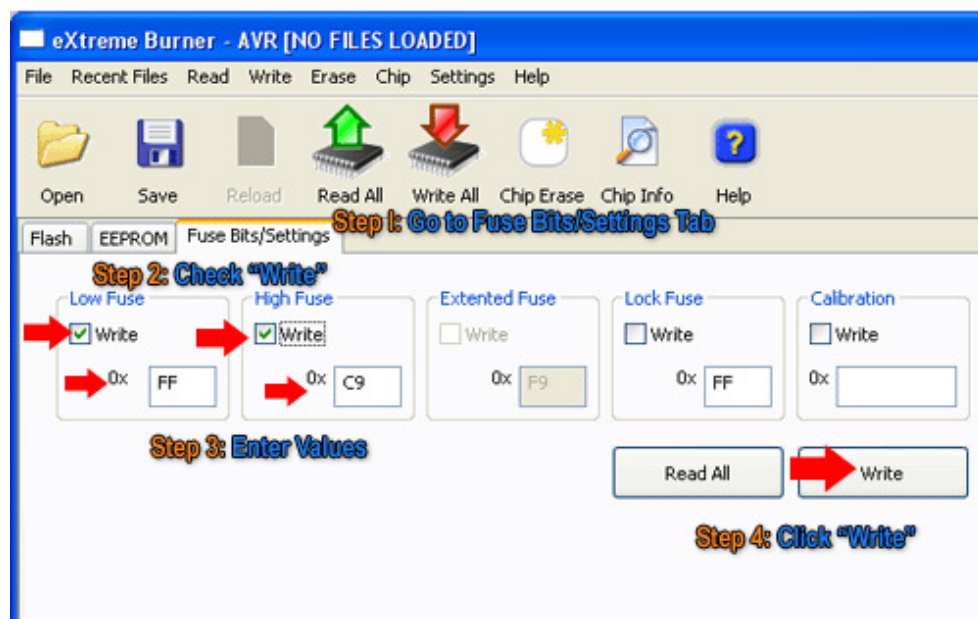 eXtreme Burner - AVR [NO FILES LOADED]
File Recent Files Read Write Erase Chip Settings Help
Open Save Reload Read All Write All Chip Erase Chip Info Help
Step 1: Go to Fuse Bits/Settings Tab
Flash EEPROM Fuse Bits/Settings
Step 2: Check “Write”
Low Fuse High Fuse Extented Fuse Lock Fuse Calibration
Write Write Write Write Write
0x FF 0x C9 0x F9 0x FF 0x
Step 3: Enter Values
Read All Write
Step 4: Click “Write”